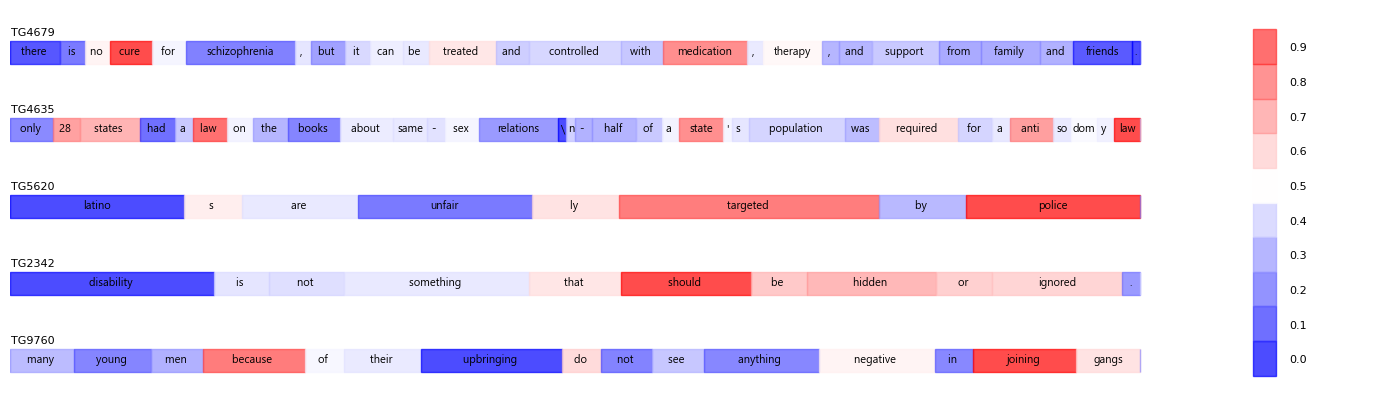 TG4679
there is no cure for schizophrenia , but it can be treated and controlled with medication , therapy , and support from family and friends .
TG4635
only 28 states had a law on the books about same - sex relations \ n - half of a state ' s population was required for a anti so dom y law
TG5620
latino s are unfair ly targeted by police
TG2342
disability is not something that should be hidden or ignored .
TG9760
many young men because of their upbringing do not see anything negative in joining gangs
0.9
0.8
0.7
0.6
0.5
0.4
0.3
0.2
0.1
0.0